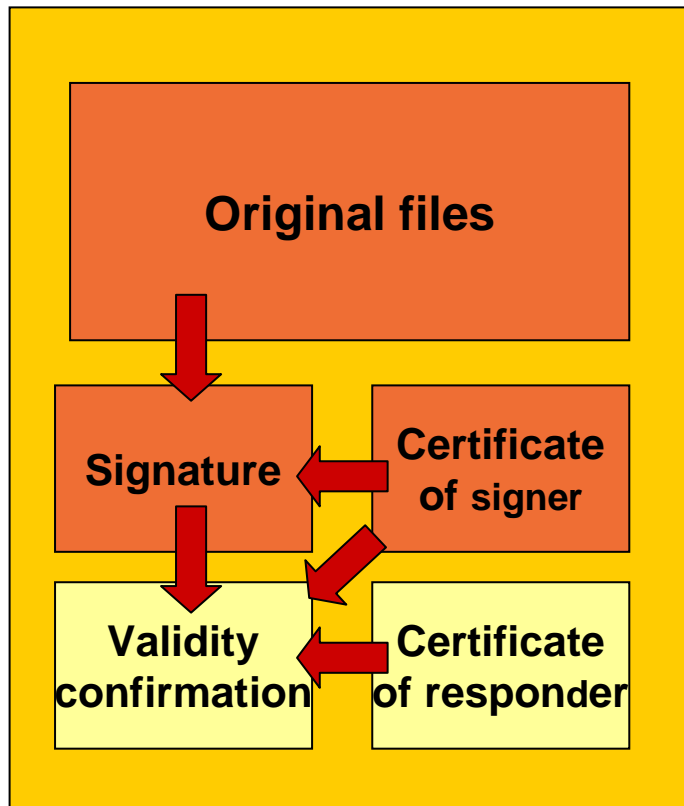 Original files
Signature
Certificate
of signer
Validity
confirmation
Certificate
of responder